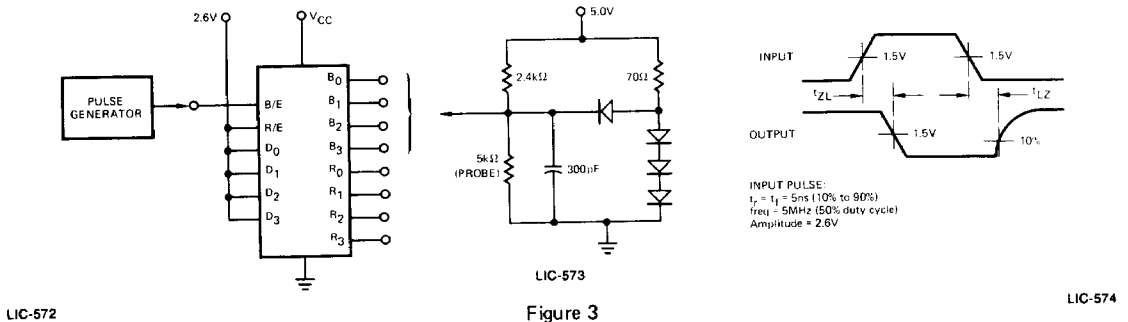 2.6V
VCC
PULSE
GENERATOR
B/E
R/E
D0
D1
D2
D3
B0
B1
B2
B3
R0
R1
R2
R3
5.0V
2.4kΩ
70Ω
5kΩ
(PROBE)
300pF
LIC-573
INPUT
1.5V
1.5V
tZL
tLZ
OUTPUT
1.5V
10%
INPUT PULSE:
tr = tf = 5ns (10% to 90%)
freq = 5MHz (50% duty cycle)
Amplitude = 2.6V
LIC-572
Figure 3
LIC-574